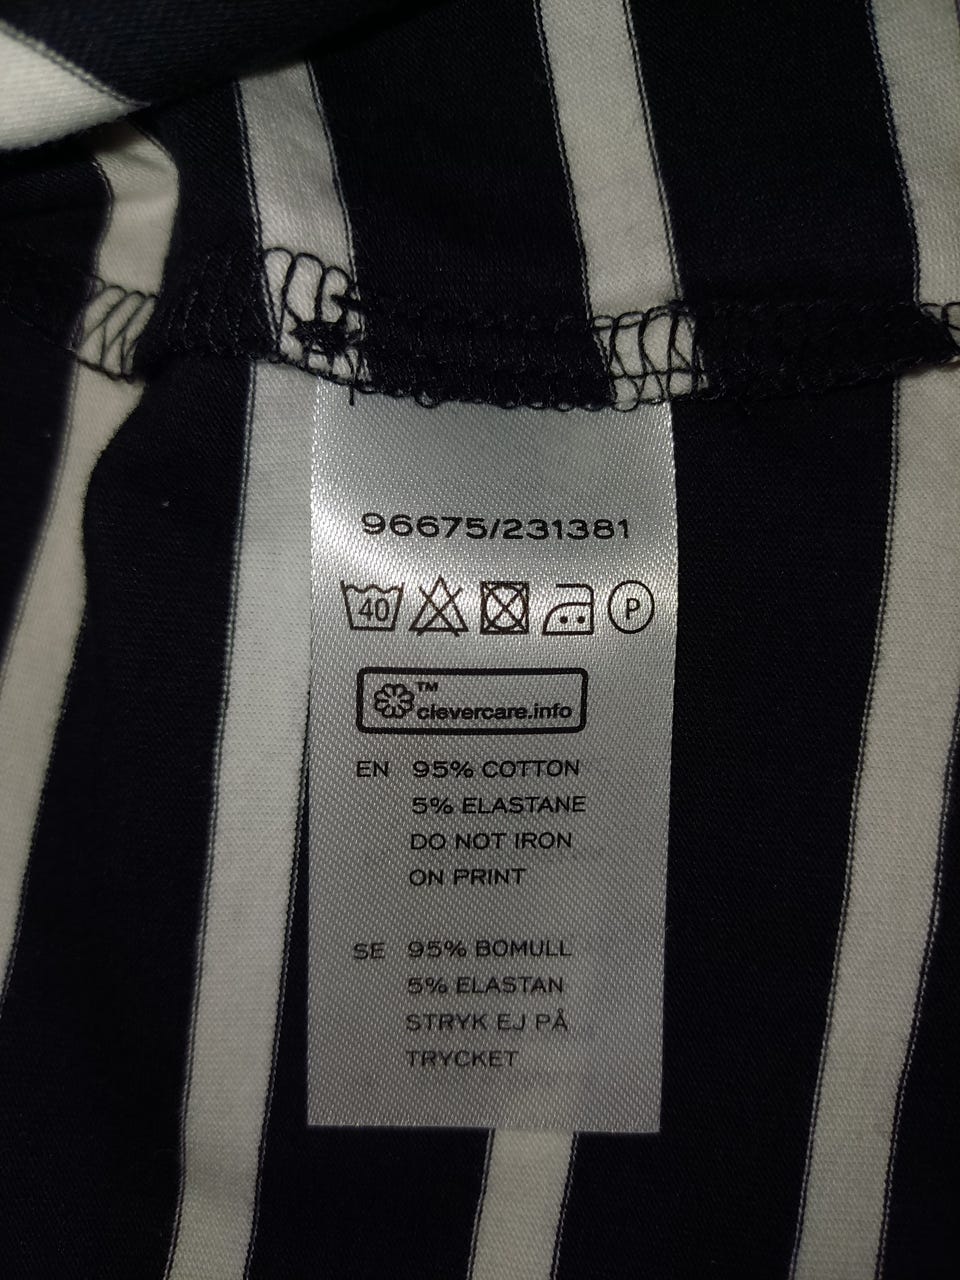 96675/231381
40 P
™
clevercare.info
EN 95% COTTON
5% ELASTANE
DO NOT IRON
ON PRINT
SE 95% BOMULL
5% ELASTAN
STRYK EJ PÅ
TRYCKET